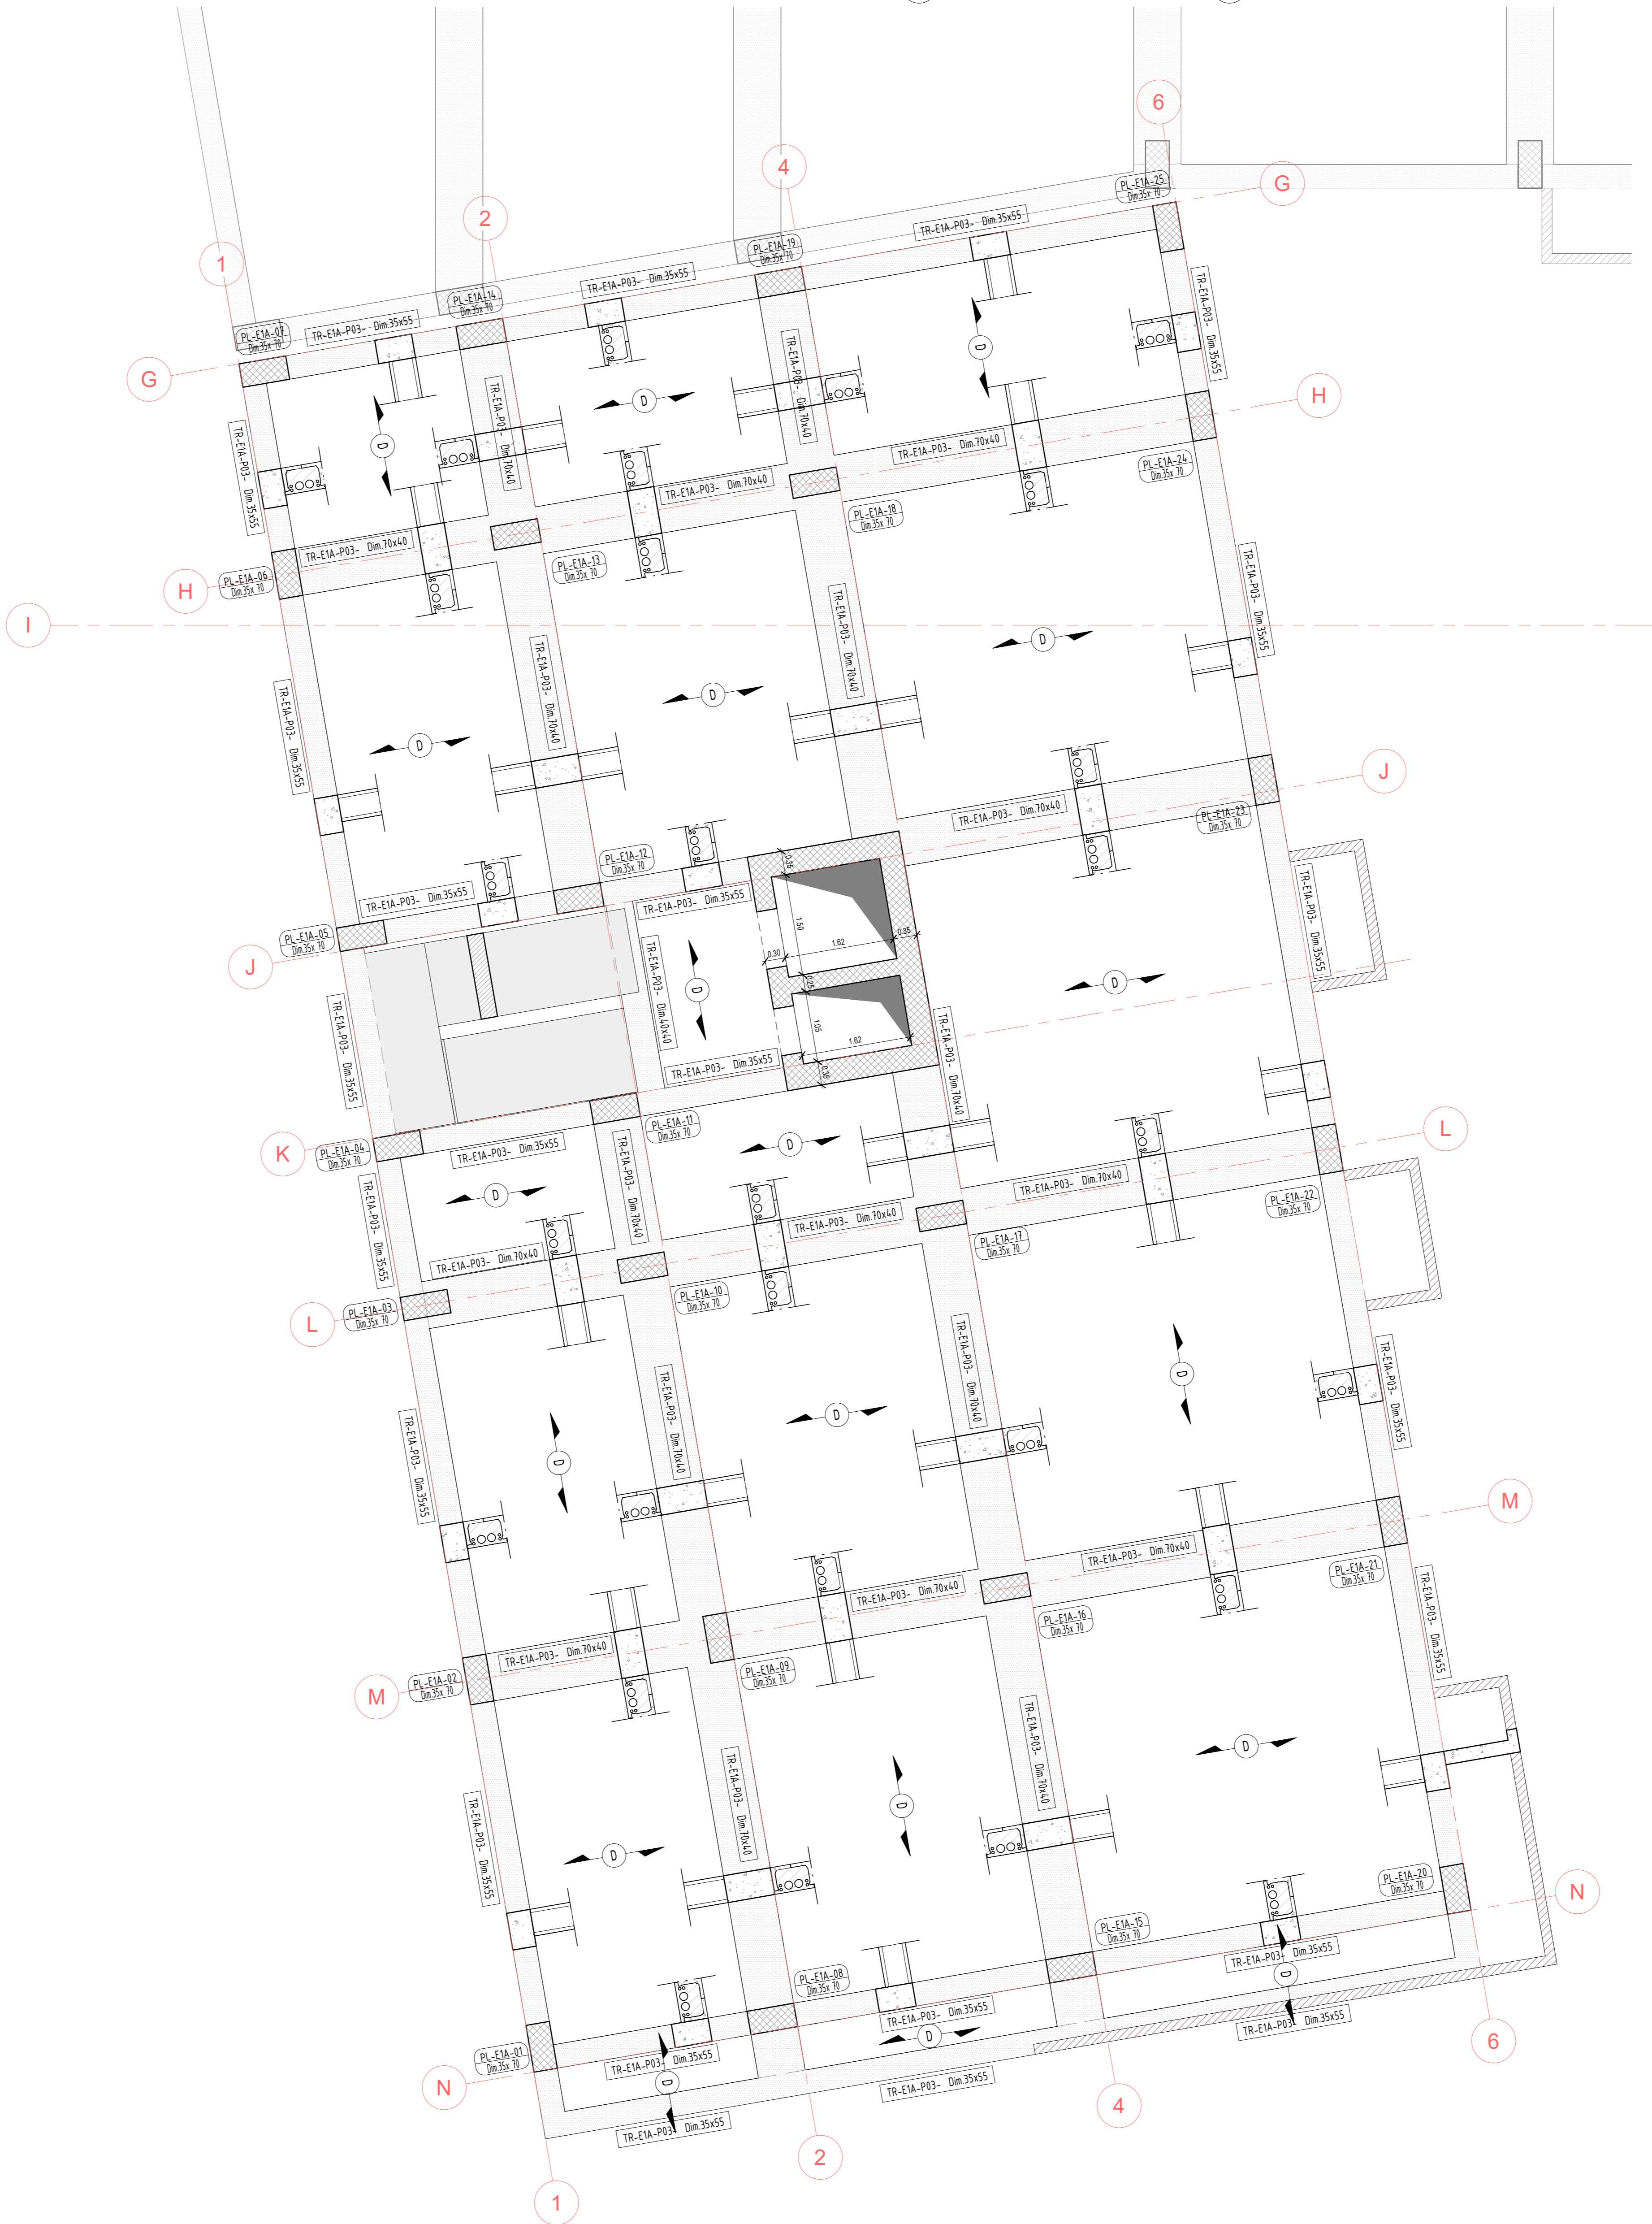 6
G
4
PL-E1A-25
Dim.35x 70
2
TR-E1A-P03- Dim.35x55
PL-E1A-19
Dim.35x 70
1
TR-E1A-P03- Dim.35x55
PL-E1A-14
Dim.35x 70
TR-E1A-P03- Dim.35x55
PL-E1A-07
Dim.35x 70
TR-E1A-P03- Dim.35x55
D
G
TR-E1A-P03- Dim.70x40
H
D
TR-E1A-P03- Dim.70x40
D
TR-E1A-P03- Dim.70x40
PL-E1A-24
Dim.35x 70
TR-E1A-P03- Dim.35x55
TR-E1A-P03- Dim.70x40
PL-E1A-18
Dim.35x 70
TR-E1A-P03- Dim.70x40
PL-E1A-13
Dim.35x 70
H
PL-E1A-06
Dim.35x 70
TR-E1A-P03- Dim.35x55
I
D
TR-E1A-P03- Dim.70x40
TR-E1A-P03- Dim.70x40
D
TR-E1A-P03- Dim.35x55
D
J
TR-E1A-P03- Dim.70x40
PL-E1A-23
Dim.35x 70
PL-E1A-12
Dim.35x 70
0.35
TR-E1A-P03- Dim.35x55
TR-E1A-P03- Dim.35x55
TR-E1A-P03- Dim.35x55
1.50
0.35
PL-E1A-05
Dim.35x 70
1.62
0.30
J
TR-E1A-P03- Dim.40x40
D
0.25
D
TR-E1A-P03- Dim.35x55
1.05
1.62
TR-E1A-P03- Dim.70x40
TR-E1A-P03- Dim.35x55
0.35
L
PL-E1A-11
Dim.35x 70
D
K
PL-E1A-04
Dim.35x 70
TR-E1A-P03- Dim.35x55
TR-E1A-P03- Dim.70x40
TR-E1A-P03- Dim.70x40
PL-E1A-22
Dim.35x 70
D
TR-E1A-P03- Dim.35x55
TR-E1A-P03- Dim.70x40
PL-E1A-17
Dim.35x 70
TR-E1A-P03- Dim.70x40
PL-E1A-10
Dim.35x 70
L
PL-E1A-03
Dim.35x 70
TR-E1A-P03- Dim.70x40
D
TR-E1A-P03- Dim.35x55
TR-E1A-P03- Dim.70x40
D
TR-E1A-P03- Dim.35x55
D
M
TR-E1A-P03- Dim.70x40
PL-E1A-21
Dim.35x 70
TR-E1A-P03- Dim.70x40
PL-E1A-16
Dim.35x 70
TR-E1A-P03- Dim.35x55
TR-E1A-P03- Dim.70x40
PL-E1A-09
Dim.35x 70
M
PL-E1A-02
Dim.35x 70
TR-E1A-P03- Dim.70x40
D
TR-E1A-P03- Dim.70x40
D
TR-E1A-P03- Dim.35x55
D
PL-E1A-20
Dim.35x 70
N
PL-E1A-15
Dim.35x 70
TR-E1A-P03- Dim.35x55
PL-E1A-08
Dim.35x 70
D
TR-E1A-P03- Dim.35x55
TR-E1A-P03- Dim.35x55
D
6
PL-E1A-01
Dim.35x 70
TR-E1A-P03- Dim.35x55
D
TR-E1A-P03- Dim.35x55
N
4
TR-E1A-P03- Dim.35x55
2
1